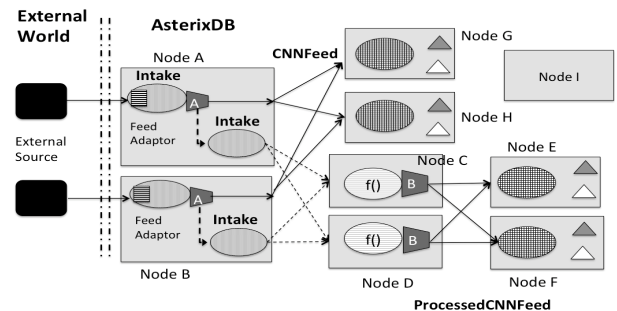 External
World
AsterixDB
Node A
CNNFeed
Node G
Intake
A
Node I
External
Source
Feed
Adaptor
Intake
Node H
Node C
Node E
f()
B
A
Feed
Adaptor
Intake
f()
B
Node B
Node D
Node F
ProcessedCNNFeed